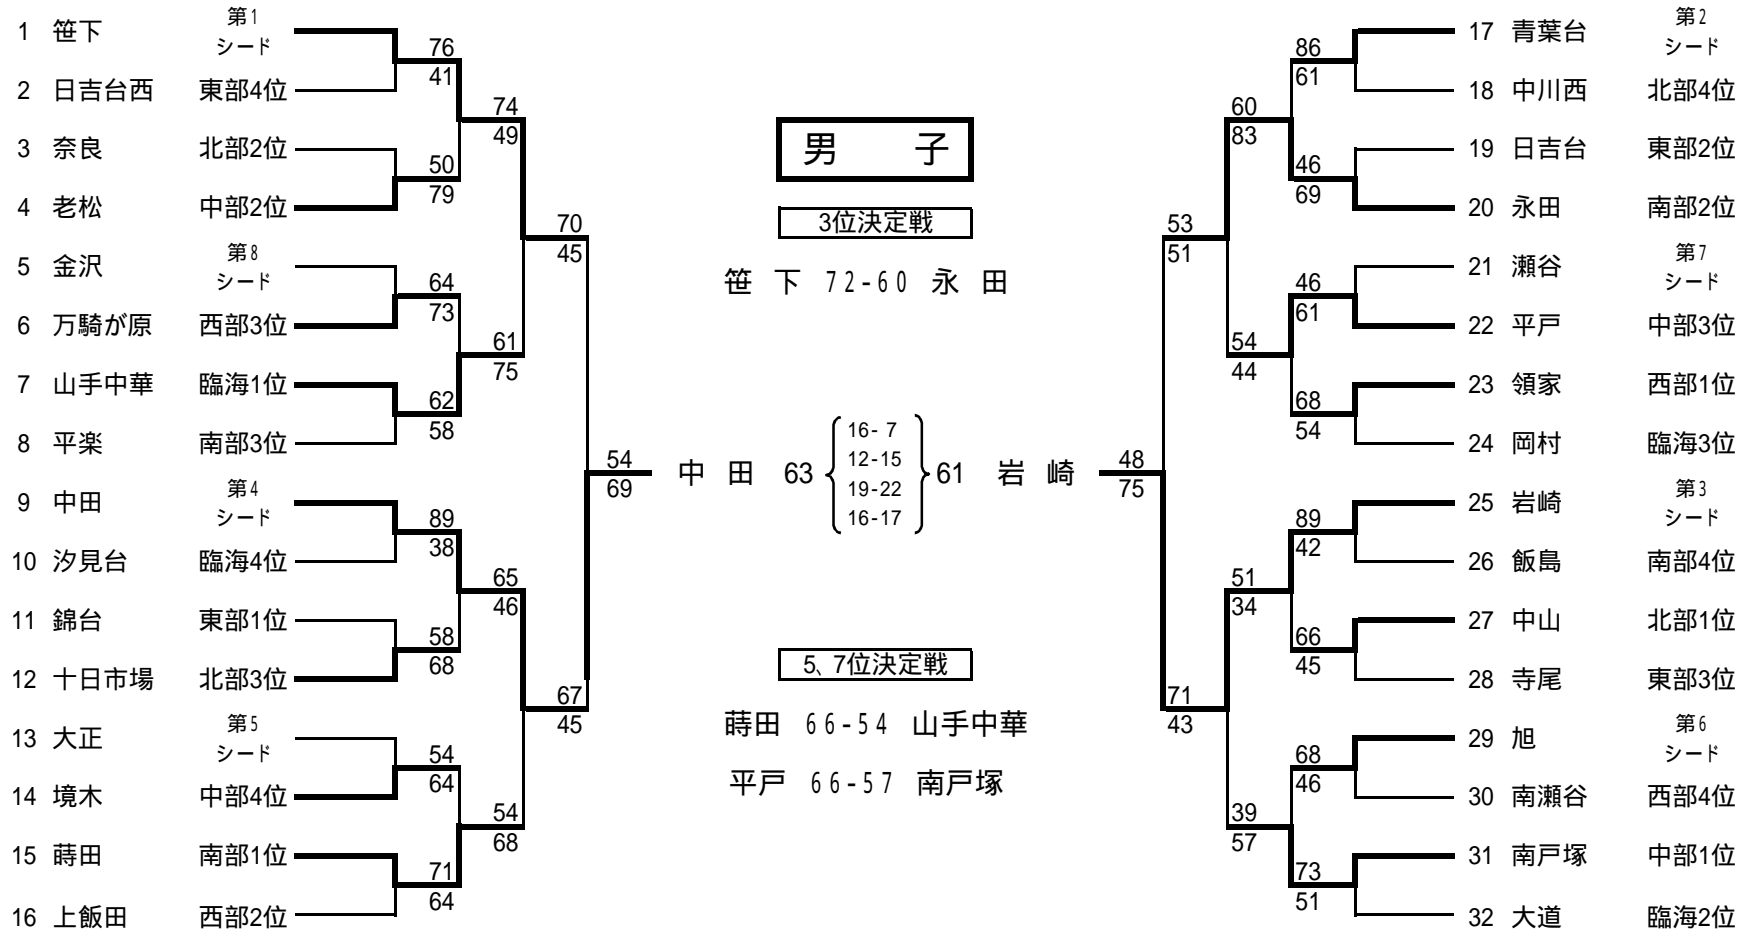 1 笹下 第1シード
2 日吉台西 東部4位
76
41
3 奈良 北部2位
4 老松 中部2位
50
79
74
49
5 金沢 第8シード
6 万騎が原 西部3位
64
73
7 山手中華 臨海1位
8 平楽 南部3位
62
58
61
75
70
45
9 中田 第4シード
10 汐見台 臨海4位
89
38
11 錦台 東部1位
12 十日市場 北部3位
58
68
65
46
13 大正 第5シード
14 境木 中部4位
54
64
15 蒔田 南部1位
16 上飯田 西部2位
71
64
54
68
67
45
54
69
男 子
3位決定戦
笹 下 72-60 永 田
中 田 63
16- 7
12-15
19-22
16-17
61 岩 崎
5、7位決定戦
蒔田 66-54 山手中華
平戸 66-57 南戸塚
17 青葉台 第2シード
18 中川西 北部4位
86
61
19 日吉台 東部2位
20 永田 南部2位
46
69
60
83
21 瀬谷 第7シード
22 平戸 中部3位
46
61
23 領家 西部1位
24 岡村 臨海3位
68
54
54
44
53
51
25 岩崎 第3シード
26 飯島 南部4位
89
42
27 中山 北部1位
28 寺尾 東部3位
66
45
51
34
29 旭 第6シード
30 南瀬谷 西部4位
68
46
31 南戸塚 中部1位
32 大道 臨海2位
73
51
39
57
71
43
48
75